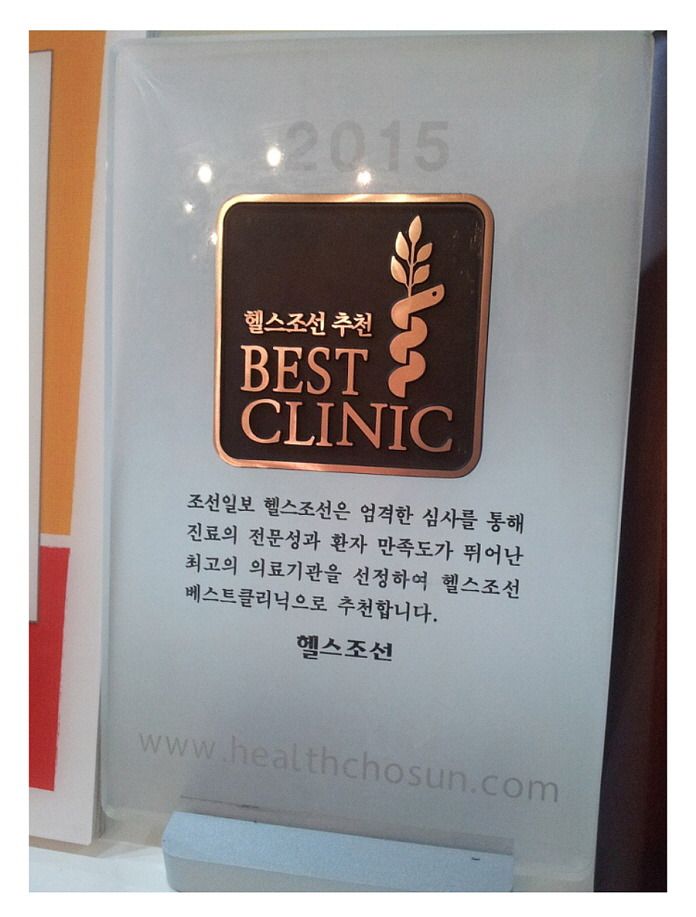 2015
헬스조선 추천
BEST
CLINIC
조선일보 헬스조선은 엄격한 심사를 통해
진료의 전문성과 환자 만족도가 뛰어난
최고의 의료기관을 선정하여 헬스조선
베스트클리닉으로 추천합니다.
헬스조선
www.healthchosun.com